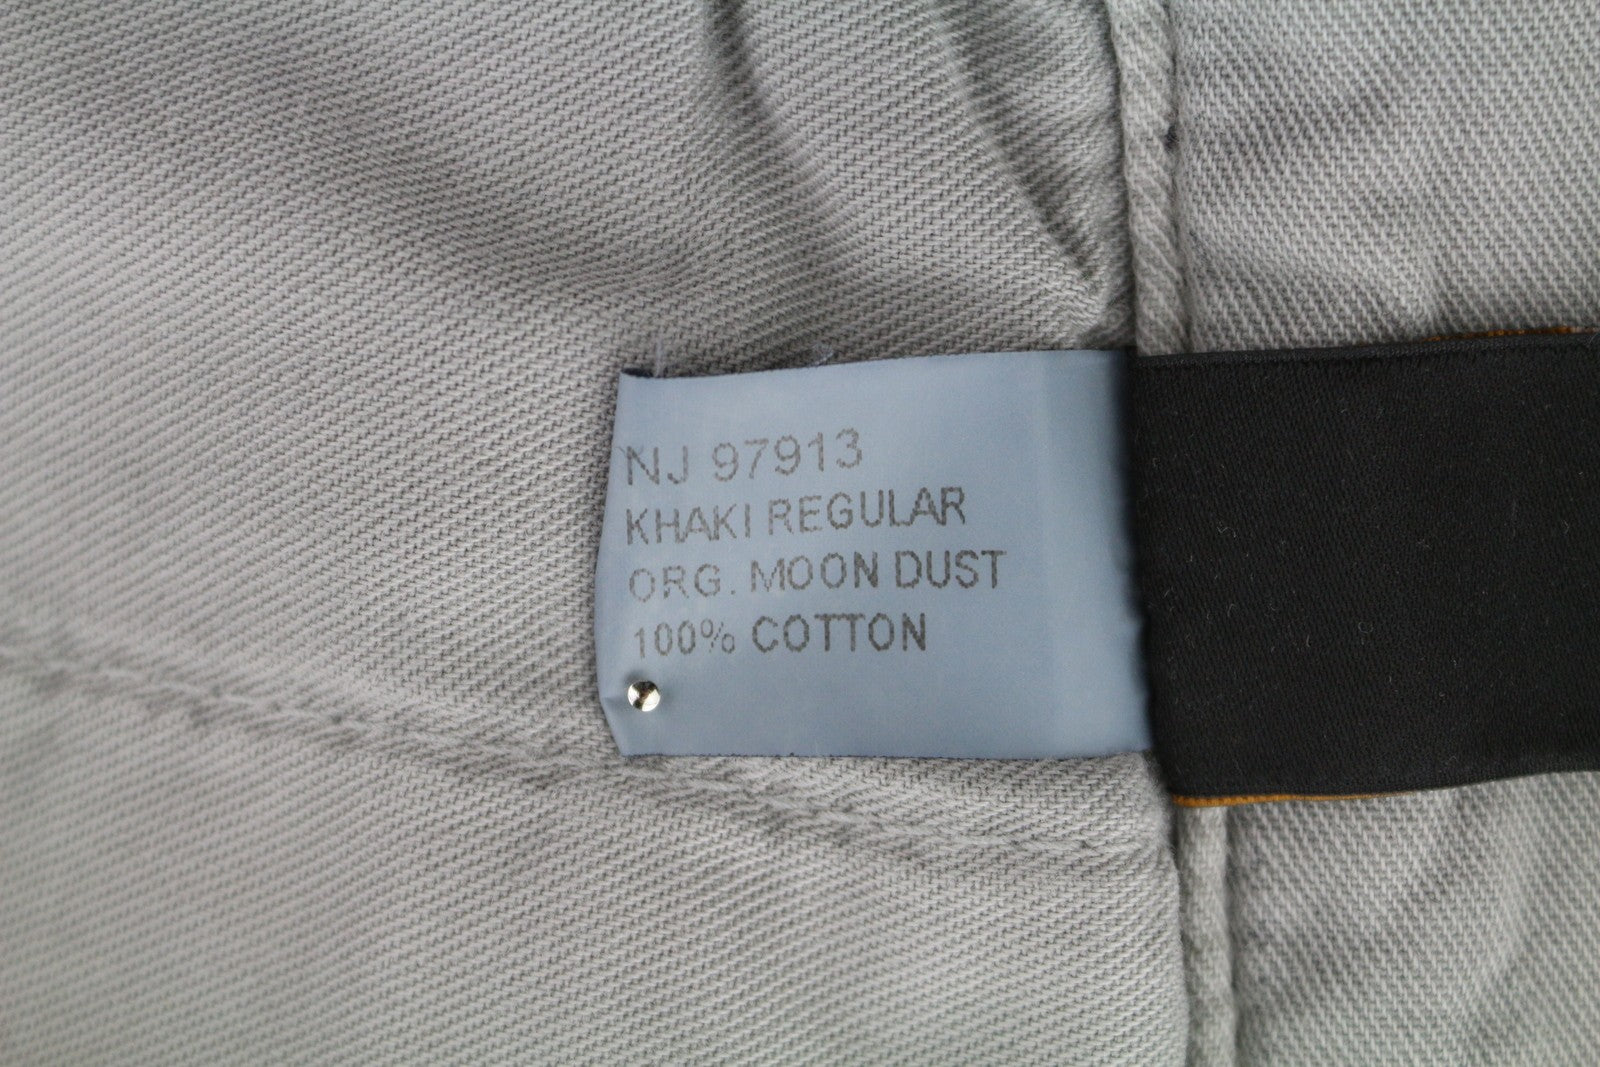 NJ 97913
KHAKI REGULAR
ORG. MOON DUST
100% COTTON